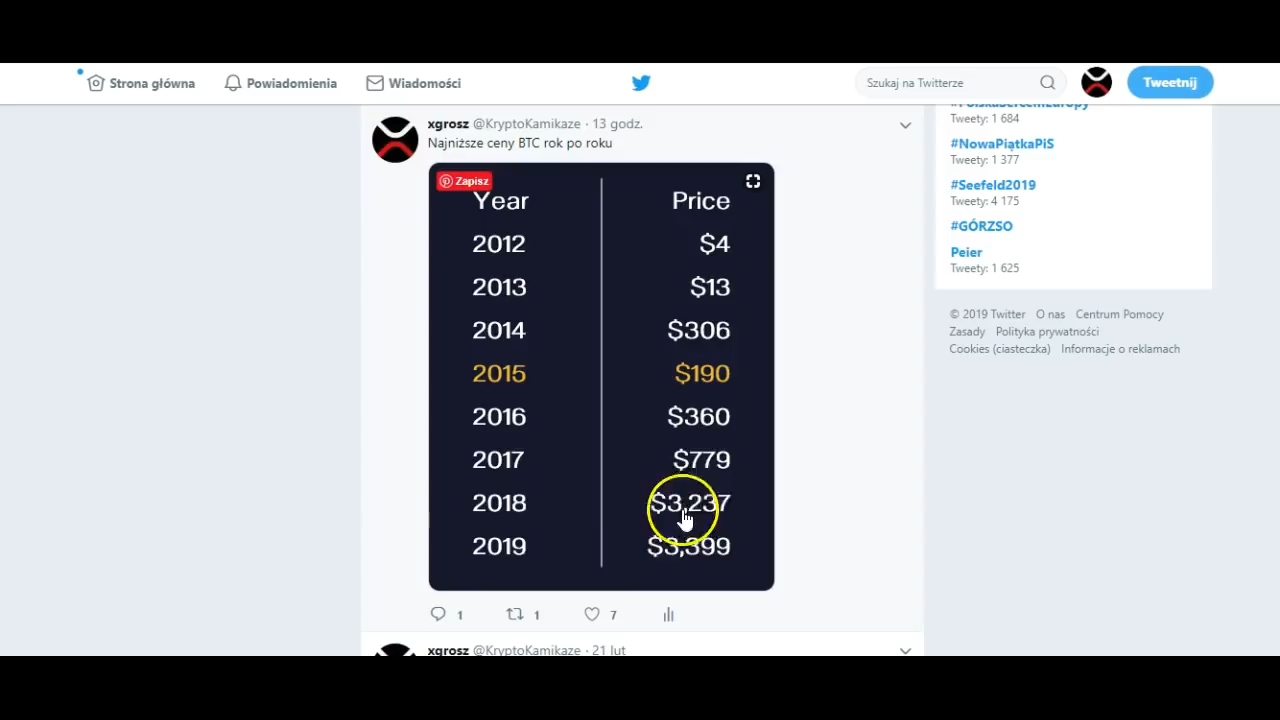 Strona główna
Powiadomienia
Wiadomości
Szukaj na Twitterze
Tweetnij
xgrosz @KryptoKamikaze · 13 godz.
Najniższe ceny BTC rok po roku
Zapisz
Year Price
2012 $4
2013 $13
2014 $306
2015 $190
2016 $360
2017 $779
2018 $3,237
2019 $3,399
1 1 7
xgrosz @KryptoKamikaze · 21 lut
#PolskaSercemEuropy
Tweety: 1 684
#NowaPiątkaPiS
Tweety: 1 377
#Seefeld2019
Tweety: 4 175
#GÓRZSO
Peier
Tweety: 1 625
© 2019 Twitter O nas Centrum Pomocy
Zasady Polityka prywatności
Cookies (ciasteczka) Informacje o reklamach